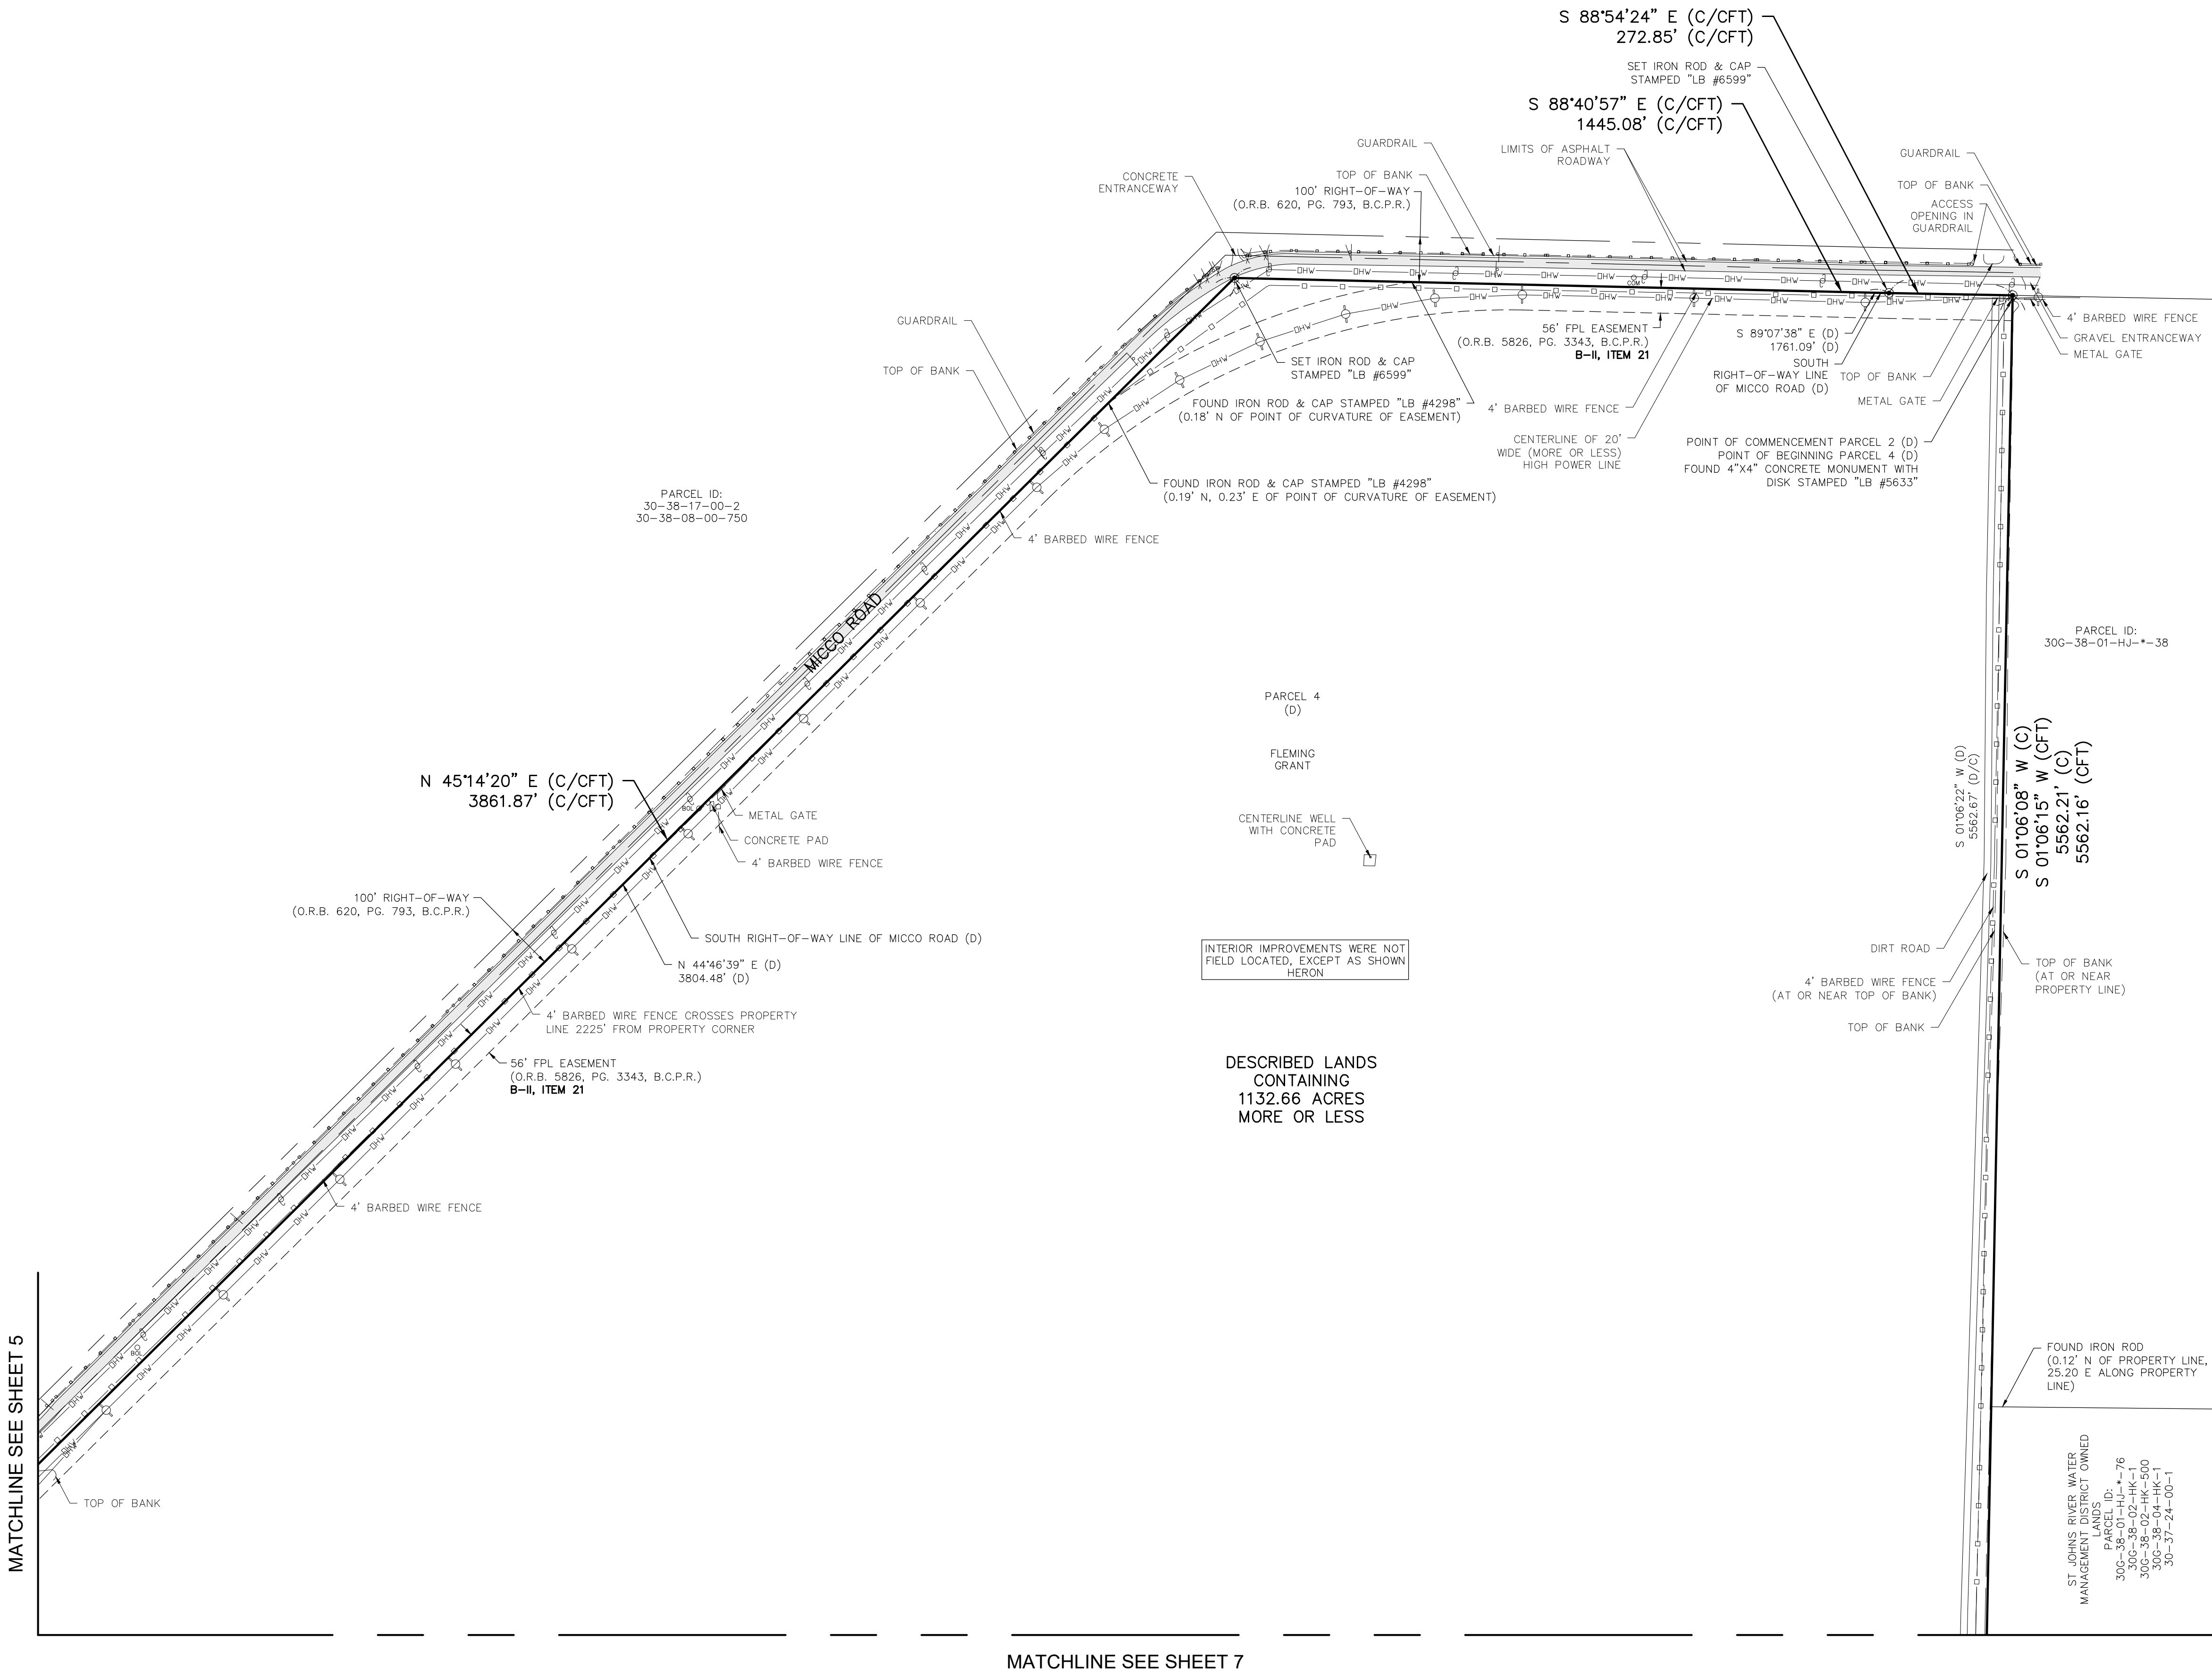 S 88°54'24" E (C/CFT)
272.85' (C/CFT)
SET IRON ROD & CAP
STAMPED "LB #6599"
S 88°40'57" E (C/CFT)
1445.08' (C/CFT)
GUARDRAIL
LIMITS OF ASPHALT
ROADWAY
GUARDRAIL
CONCRETE
ENTRANCEWAY
TOP OF BANK
100' RIGHT-OF-WAY
(O.R.B. 620, PG. 793, B.C.P.R.)
TOP OF BANK
ACCESS
OPENING IN
GUARDRAIL
GUARDRAIL
TOP OF BANK
56' FPL EASEMENT
(O.R.B. 5826, PG. 3343, B.C.P.R.)
B-II, ITEM 21
S 89°07'38" E (D)
1761.09' (D)
SOUTH
RIGHT-OF-WAY LINE
OF MICCO ROAD (D)
TOP OF BANK
METAL GATE
4' BARBED WIRE FENCE
GRAVEL ENTRANCEWAY
METAL GATE
SET IRON ROD & CAP
STAMPED "LB #6599"
FOUND IRON ROD & CAP STAMPED "LB #4298"
(0.18' N OF POINT OF CURVATURE OF EASEMENT)
4' BARBED WIRE FENCE
CENTERLINE OF 20'
WIDE (MORE OR LESS)
HIGH POWER LINE
POINT OF COMMENCEMENT PARCEL 2 (D)
POINT OF BEGINNING PARCEL 4 (D)
FOUND 4"X4" CONCRETE MONUMENT WITH
DISK STAMPED "LB #5633"
FOUND IRON ROD & CAP STAMPED "LB #4298"
(0.19' N, 0.23' E OF POINT OF CURVATURE OF EASEMENT)
PARCEL ID:
30-38-17-00-2
30-38-08-00-750
4' BARBED WIRE FENCE
MICCO ROAD
PARCEL ID:
30G-38-01-HJ-*-38
PARCEL 4
(D)
FLEMING
GRANT
N 45°14'20" E (C/CFT)
3861.87' (C/CFT)
METAL GATE
CONCRETE PAD
4' BARBED WIRE FENCE
CENTERLINE WELL
WITH CONCRETE
PAD
S 01°06'22" W (D)
5562.67' (D/C)
S 01°06'08" W (C)
S 01°06'15" W (CFT)
5562.21' (C)
5562.16' (CFT)
100' RIGHT-OF-WAY
(O.R.B. 620, PG. 793, B.C.P.R.)
SOUTH RIGHT-OF-WAY LINE OF MICCO ROAD (D)
N 44°46'39" E (D)
3804.48' (D)
INTERIOR IMPROVEMENTS WERE NOT
FIELD LOCATED, EXCEPT AS SHOWN
HERON
DIRT ROAD
4' BARBED WIRE FENCE
(AT OR NEAR TOP OF BANK)
TOP OF BANK
TOP OF BANK
(AT OR NEAR
PROPERTY LINE)
4' BARBED WIRE FENCE CROSSES PROPERTY
LINE 2225' FROM PROPERTY CORNER
56' FPL EASEMENT
(O.R.B. 5826, PG. 3343, B.C.P.R.)
B-II, ITEM 21
DESCRIBED LANDS
CONTAINING
1132.66 ACRES
MORE OR LESS
4' BARBED WIRE FENCE
FOUND IRON ROD
(0.12' N OF PROPERTY LINE,
25.20 E ALONG PROPERTY
LINE)
ST JOHNS RIVER WATER
MANAGEMENT DISTRICT OWNED
LANDS
PARCEL ID:
30G-38-01-HJ-*-76
30G-38-02-HK-1
30G-38-02-HK-500
30G-38-04-HK-1
30-37-24-00-1
TOP OF BANK
MATCHLINE SEE SHEET 5
MATCHLINE SEE SHEET 7